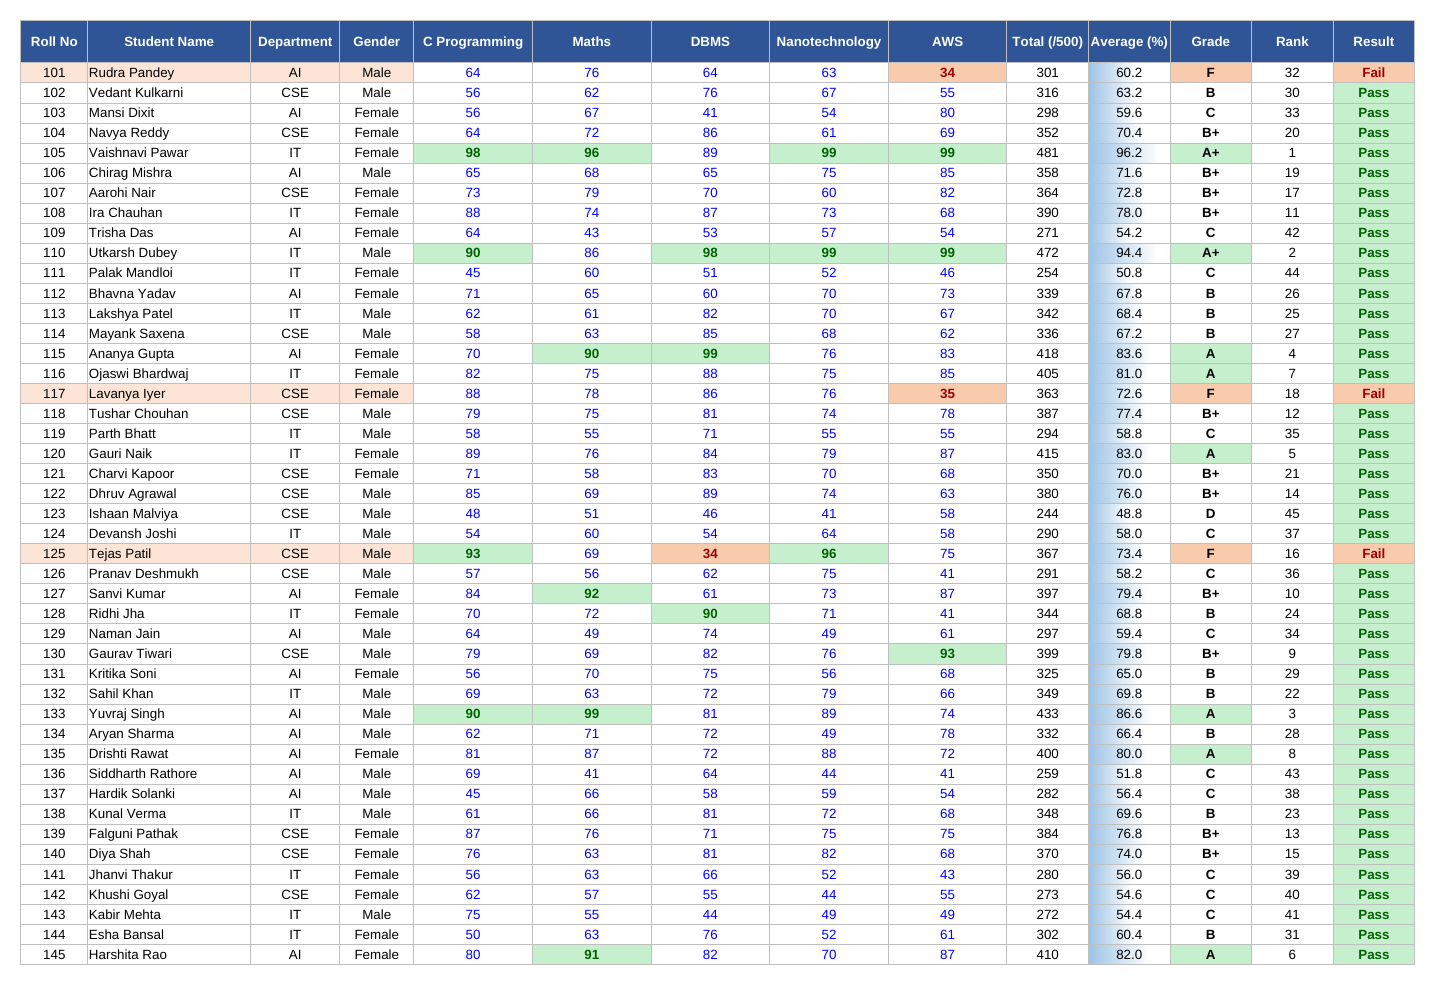 Roll No Student Name Department Gender C Programming Maths DBMS Nanotechnology AWS Total (/500) Average (%) Grade Rank Result
101 Rudra Pandey AI Male 64 76 64 63 34 301 60.2 F 32 Fail
102 Vedant Kulkarni CSE Male 56 62 76 67 55 316 63.2 B 30 Pass
103 Mansi Dixit AI Female 56 67 41 54 80 298 59.6 C 33 Pass
104 Navya Reddy CSE Female 64 72 86 61 69 352 70.4 B+ 20 Pass
105 Vaishnavi Pawar IT Female 98 96 89 99 99 481 96.2 A+ 1 Pass
106 Chirag Mishra AI Male 65 68 65 75 85 358 71.6 B+ 19 Pass
107 Aarohi Nair CSE Female 73 79 70 60 82 364 72.8 B+ 17 Pass
108 Ira Chauhan IT Female 88 74 87 73 68 390 78.0 B+ 11 Pass
109 Trisha Das AI Female 64 43 53 57 54 271 54.2 C 42 Pass
110 Utkarsh Dubey IT Male 90 86 98 99 99 472 94.4 A+ 2 Pass
111 Palak Mandloi IT Female 45 60 51 52 46 254 50.8 C 44 Pass
112 Bhavna Yadav AI Female 71 65 60 70 73 339 67.8 B 26 Pass
113 Lakshya Patel IT Male 62 61 82 70 67 342 68.4 B 25 Pass
114 Mayank Saxena CSE Male 58 63 85 68 62 336 67.2 B 27 Pass
115 Ananya Gupta AI Female 70 90 99 76 83 418 83.6 A 4 Pass
116 Ojaswi Bhardwaj IT Female 82 75 88 75 85 405 81.0 A 7 Pass
117 Lavanya Iyer CSE Female 88 78 86 76 35 363 72.6 F 18 Fail
118 Tushar Chouhan CSE Male 79 75 81 74 78 387 77.4 B+ 12 Pass
119 Parth Bhatt IT Male 58 55 71 55 55 294 58.8 C 35 Pass
120 Gauri Naik IT Female 89 76 84 79 87 415 83.0 A 5 Pass
121 Charvi Kapoor CSE Female 71 58 83 70 68 350 70.0 B+ 21 Pass
122 Dhruv Agrawal CSE Male 85 69 89 74 63 380 76.0 B+ 14 Pass
123 Ishaan Malviya CSE Male 48 51 46 41 58 244 48.8 D 45 Pass
124 Devansh Joshi IT Male 54 60 54 64 58 290 58.0 C 37 Pass
125 Tejas Patil CSE Male 93 69 34 96 75 367 73.4 F 16 Fail
126 Pranav Deshmukh CSE Male 57 56 62 75 41 291 58.2 C 36 Pass
127 Sanvi Kumar AI Female 84 92 61 73 87 397 79.4 B+ 10 Pass
128 Ridhi Jha IT Female 70 72 90 71 41 344 68.8 B 24 Pass
129 Naman Jain AI Male 64 49 74 49 61 297 59.4 C 34 Pass
130 Gaurav Tiwari CSE Male 79 69 82 76 93 399 79.8 B+ 9 Pass
131 Kritika Soni AI Female 56 70 75 56 68 325 65.0 B 29 Pass
132 Sahil Khan IT Male 69 63 72 79 66 349 69.8 B 22 Pass
133 Yuvraj Singh AI Male 90 99 81 89 74 433 86.6 A 3 Pass
134 Aryan Sharma AI Male 62 71 72 49 78 332 66.4 B 28 Pass
135 Drishti Rawat AI Female 81 87 72 88 72 400 80.0 A 8 Pass
136 Siddharth Rathore AI Male 69 41 64 44 41 259 51.8 C 43 Pass
137 Hardik Solanki AI Male 45 66 58 59 54 282 56.4 C 38 Pass
138 Kunal Verma IT Male 61 66 81 72 68 348 69.6 B 23 Pass
139 Falguni Pathak CSE Female 87 76 71 75 75 384 76.8 B+ 13 Pass
140 Diya Shah CSE Female 76 63 81 82 68 370 74.0 B+ 15 Pass
141 Jhanvi Thakur IT Female 56 63 66 52 43 280 56.0 C 39 Pass
142 Khushi Goyal CSE Female 62 57 55 44 55 273 54.6 C 40 Pass
143 Kabir Mehta IT Male 75 55 44 49 49 272 54.4 C 41 Pass
144 Esha Bansal IT Female 50 63 76 52 61 302 60.4 B 31 Pass
145 Harshita Rao AI Female 80 91 82 70 87 410 82.0 A 6 Pass